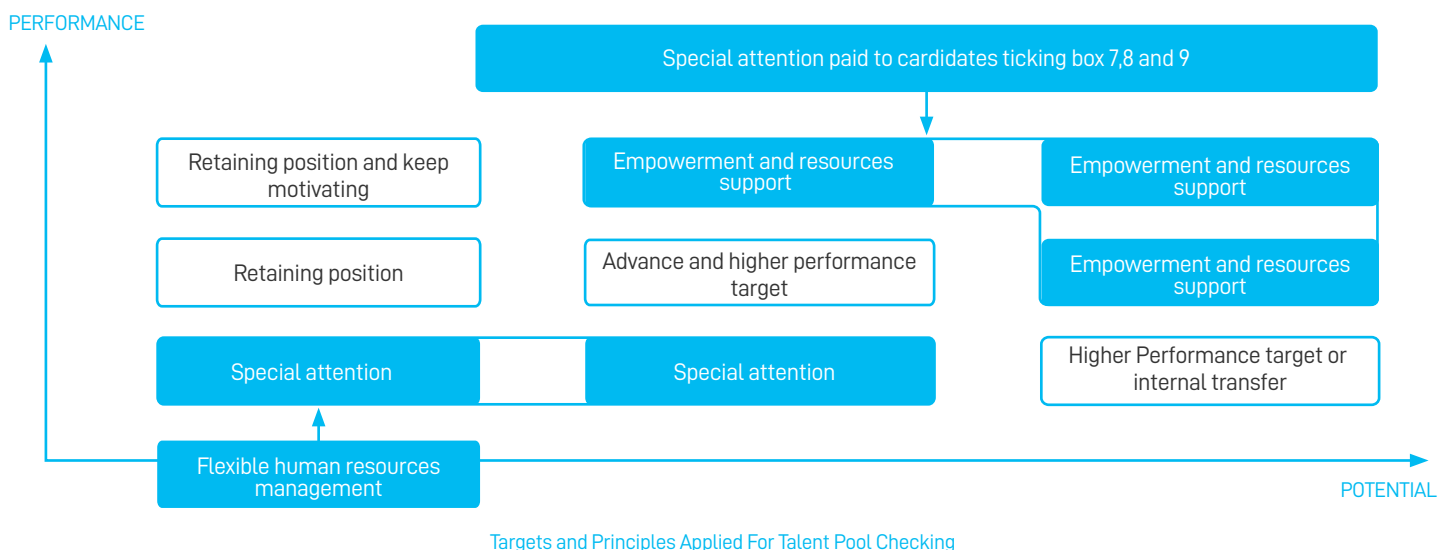 PERFORMANCE
Special attention paid to cardidates ticking box 7,8 and 9
Retaining position and keep
motivating
Empowerment and resources
support
Empowerment and resources
support
Retaining position
Advance and higher performance
target
Empowerment and resources
support
Special attention
Special attention
Higher Performance target or
internal transfer
Flexible human resources
management
POTENTIAL
Targets and Principles Applied For Talent Pool Checking